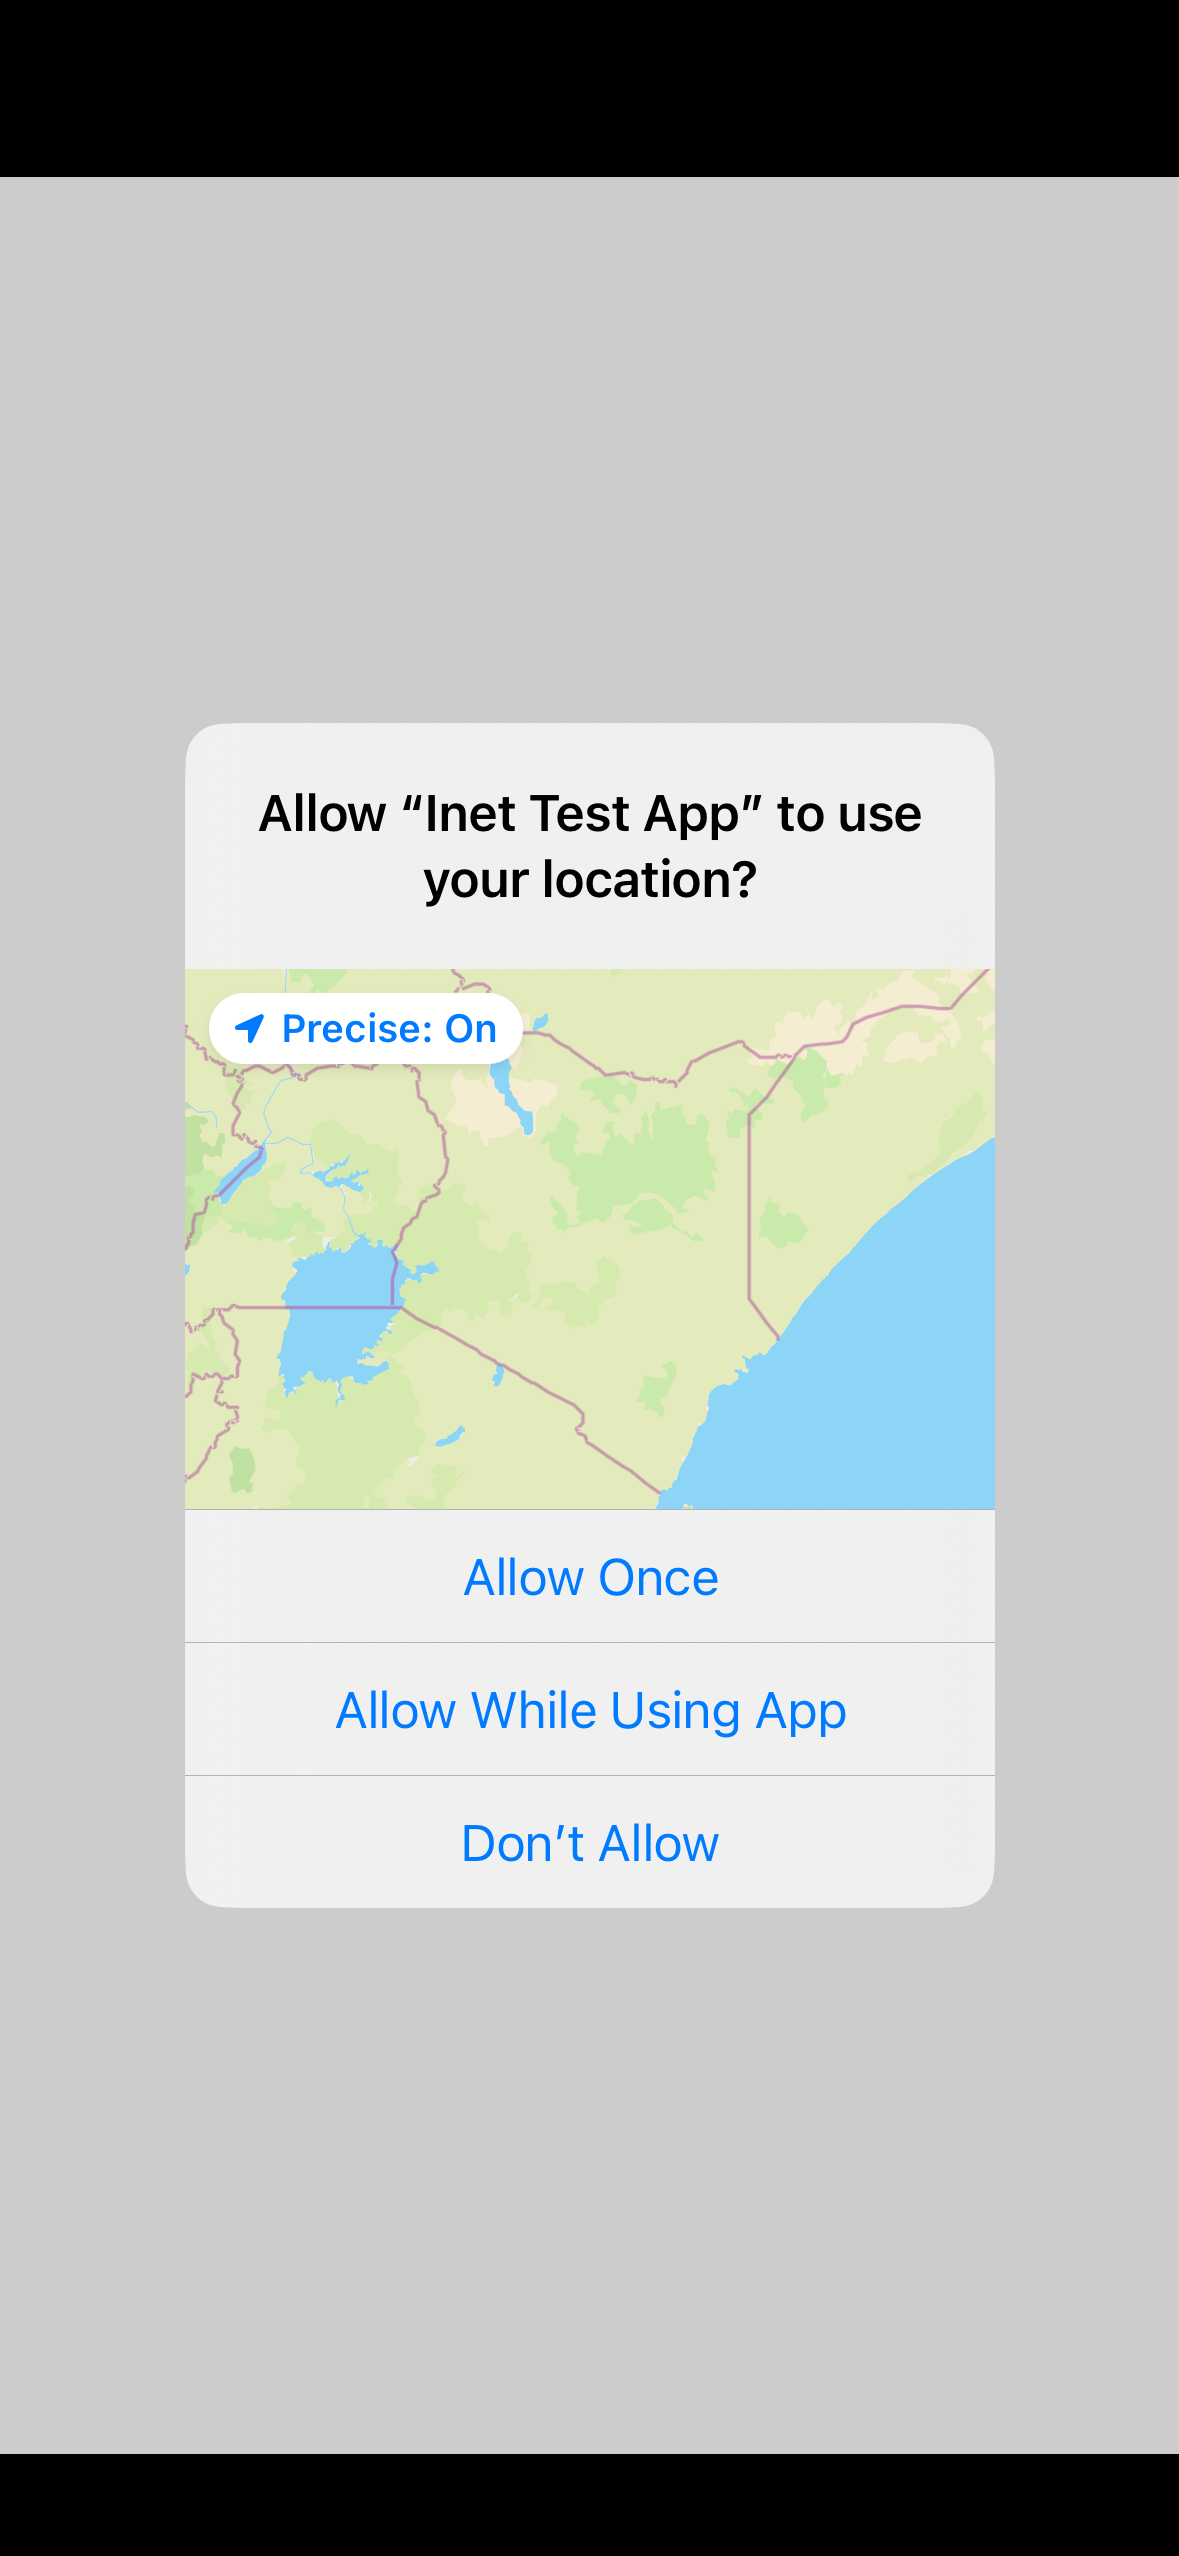 Allow “Inet Test App” to use
your location?
Precise: On
Allow Once
Allow While Using App
Don’t Allow